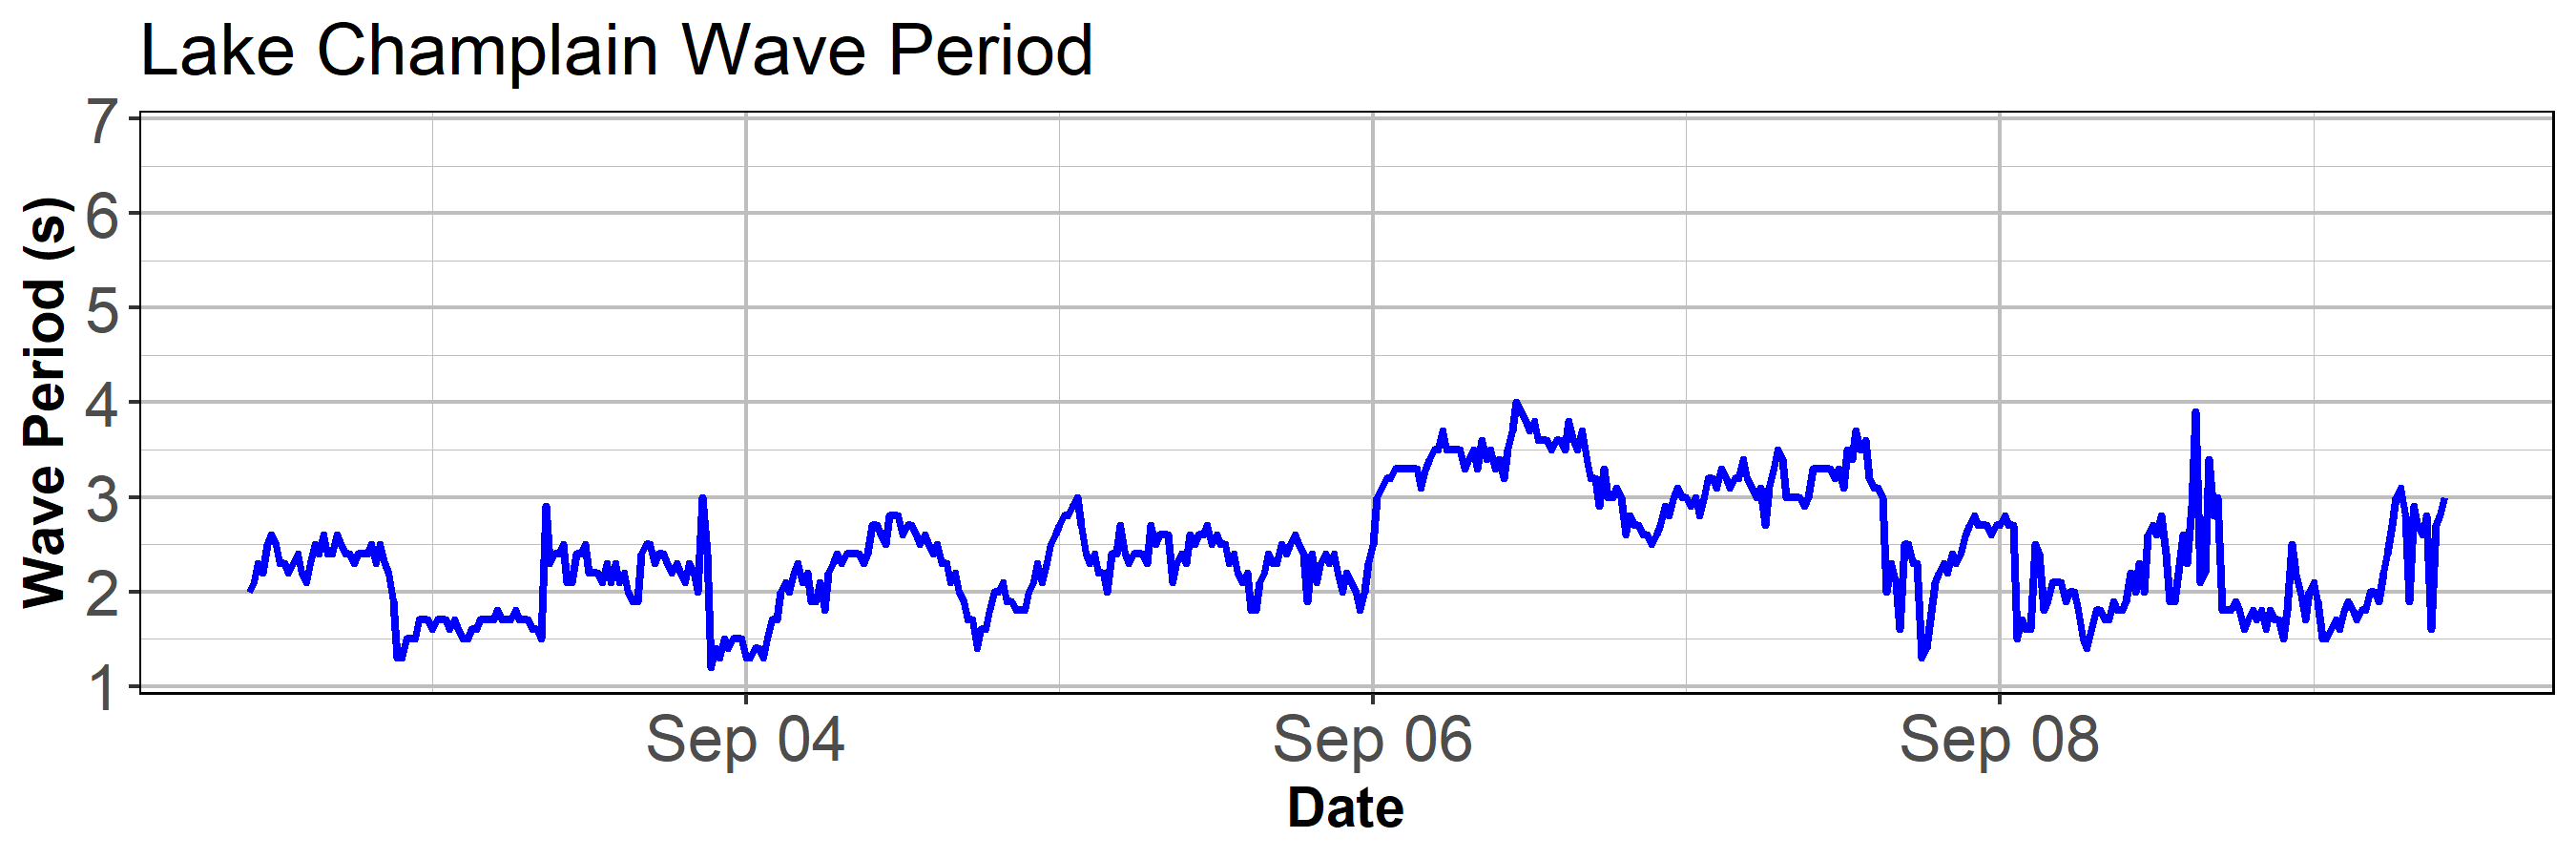 Lake Champlain Wave Period
Wave Period (s)
7
6
5
4
3
2
1
Sep 04
Sep 06
Sep 08
Date